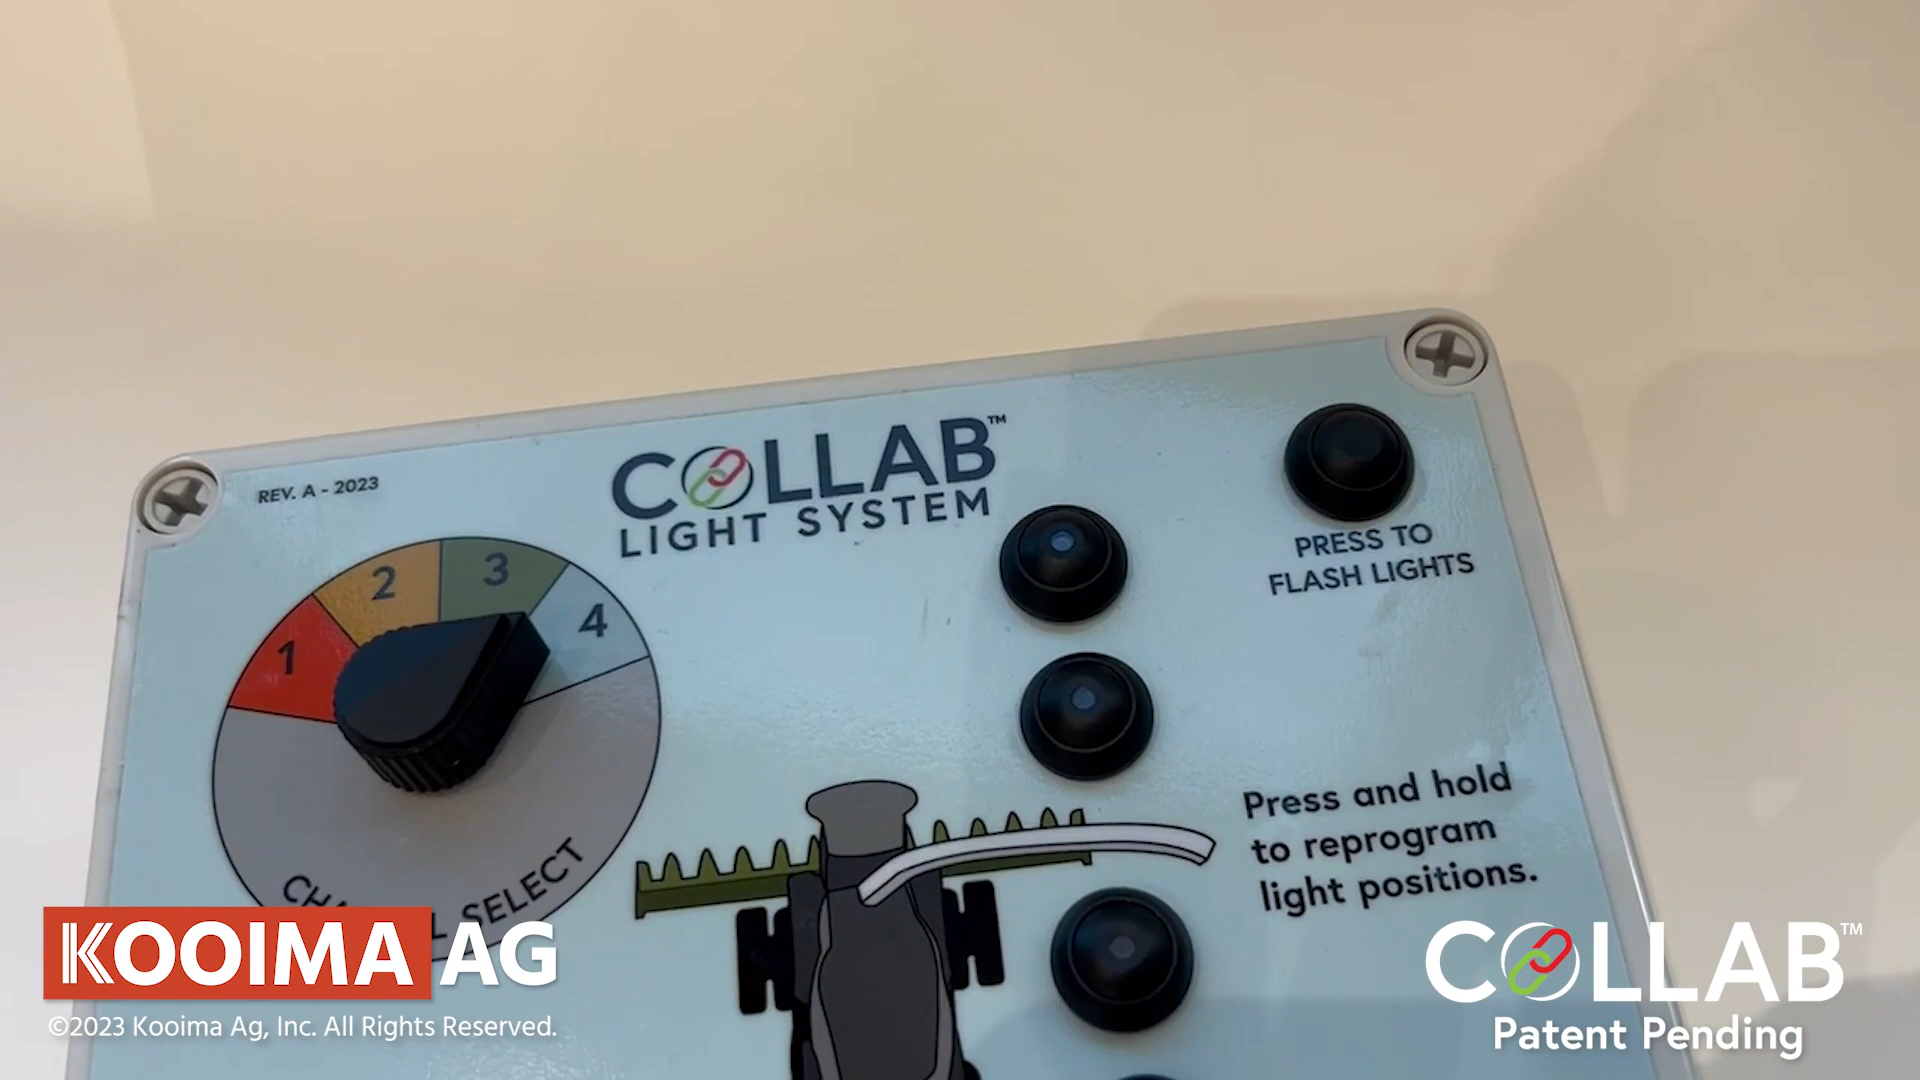 REV. A - 2023
COLLAB™
LIGHT SYSTEM
1
2
3
4
SELECT
PRESS TO
FLASH LIGHTS
Press and hold
to reprogram
light positions.
KOOIMA AG
©2023 Kooima Ag, Inc. All Rights Reserved.
COLLAB™
Patent Pending